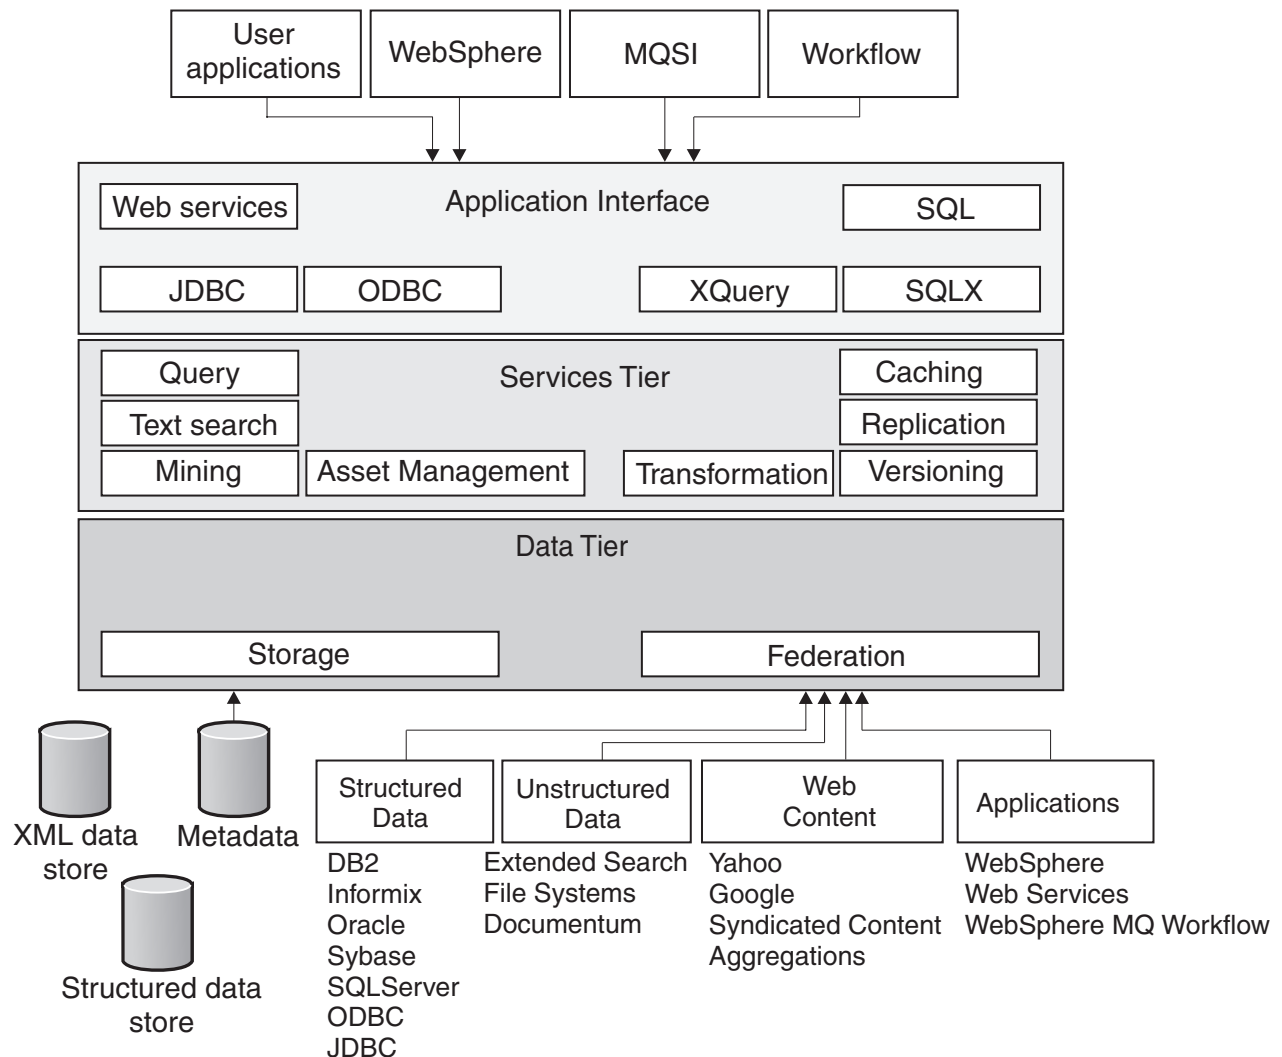 User
applications
WebSphere
MQSI
Workflow
Application Interface
Web services
SQL
JDBC
ODBC
XQuery
SQLX
Services Tier
Query
Caching
Text search
Replication
Mining
Asset Management
Transformation
Versioning
Data Tier
Storage
Federation
XML data
store
Metadata
Structured data
store
Structured
Data
DB2
Informix
Oracle
Sybase
SQLServer
ODBC
JDBC
Unstructured
Data
Extended Search
File Systems
Documentum
Web
Content
Yahoo
Google
Syndicated Content
Aggregations
Applications
WebSphere
Web Services
WebSphere MQ Workflow